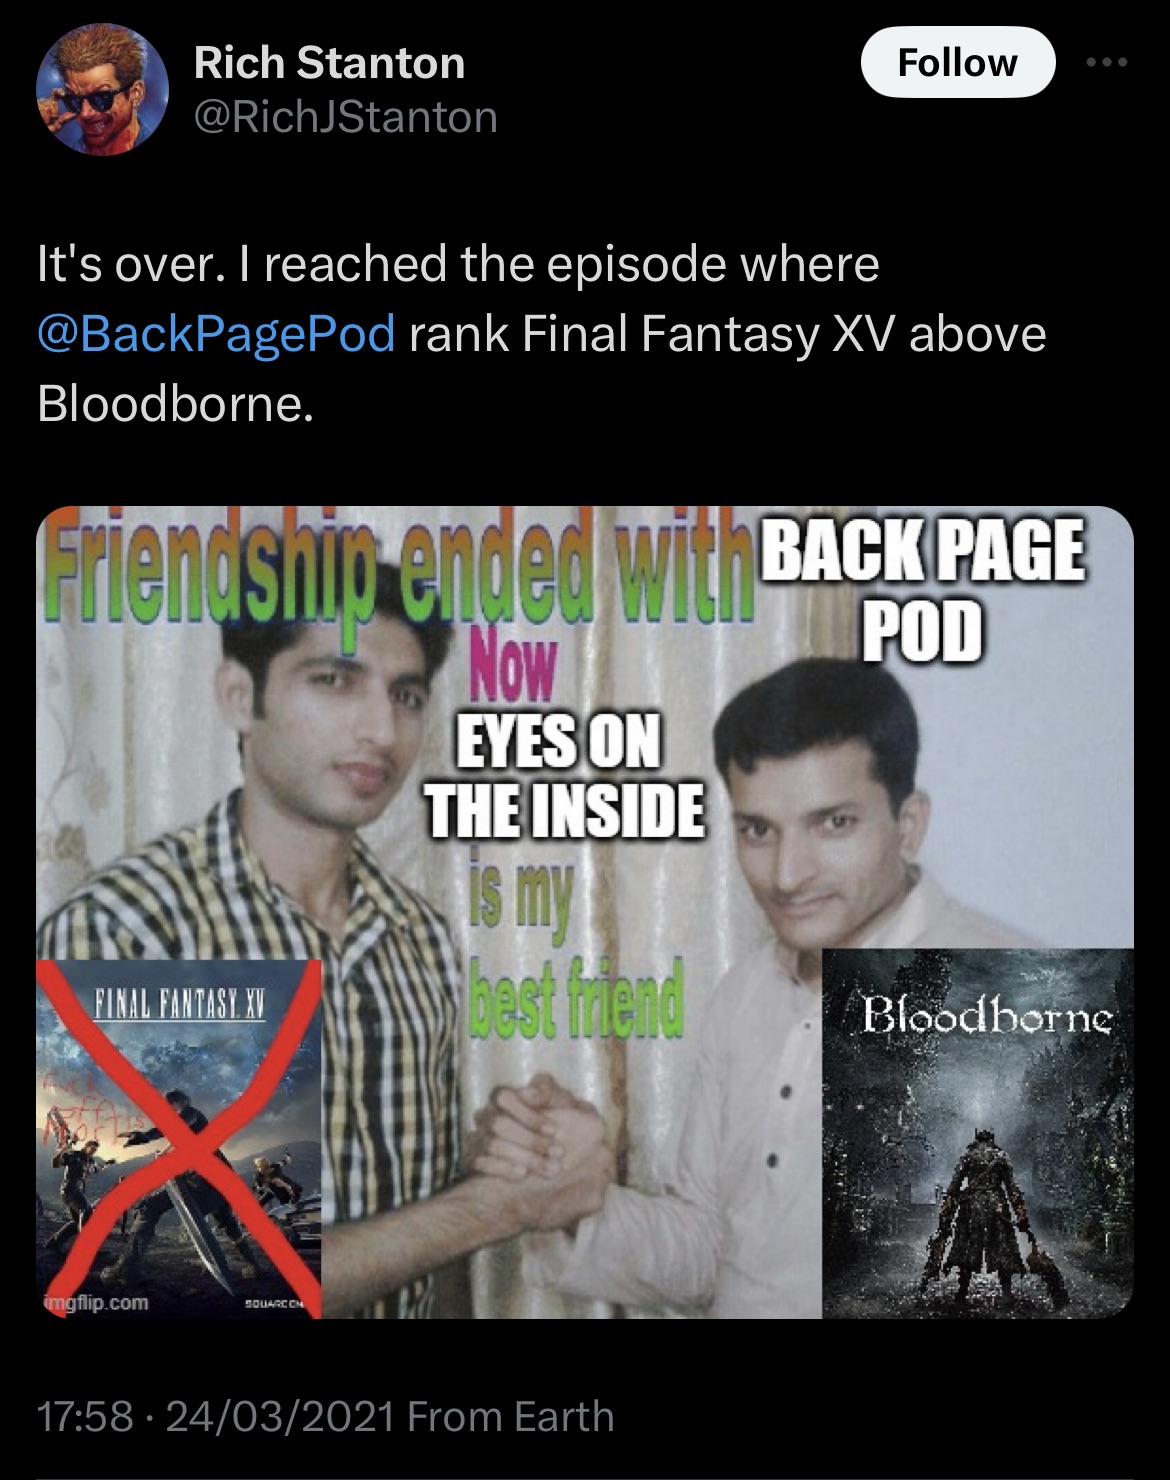 Rich Stanton
@RichJStanton
Follow
It's over. I reached the episode where
@BackPagePod rank Final Fantasy XV above
Bloodborne.
Friendship ended with BACK PAGE
POD
Now
EYES ON
THE INSIDE
is my
best friend
FINAL FANTASY XV
Fuck
off
imgflip.com
Bloodborne
17:58 · 24/03/2021 From Earth